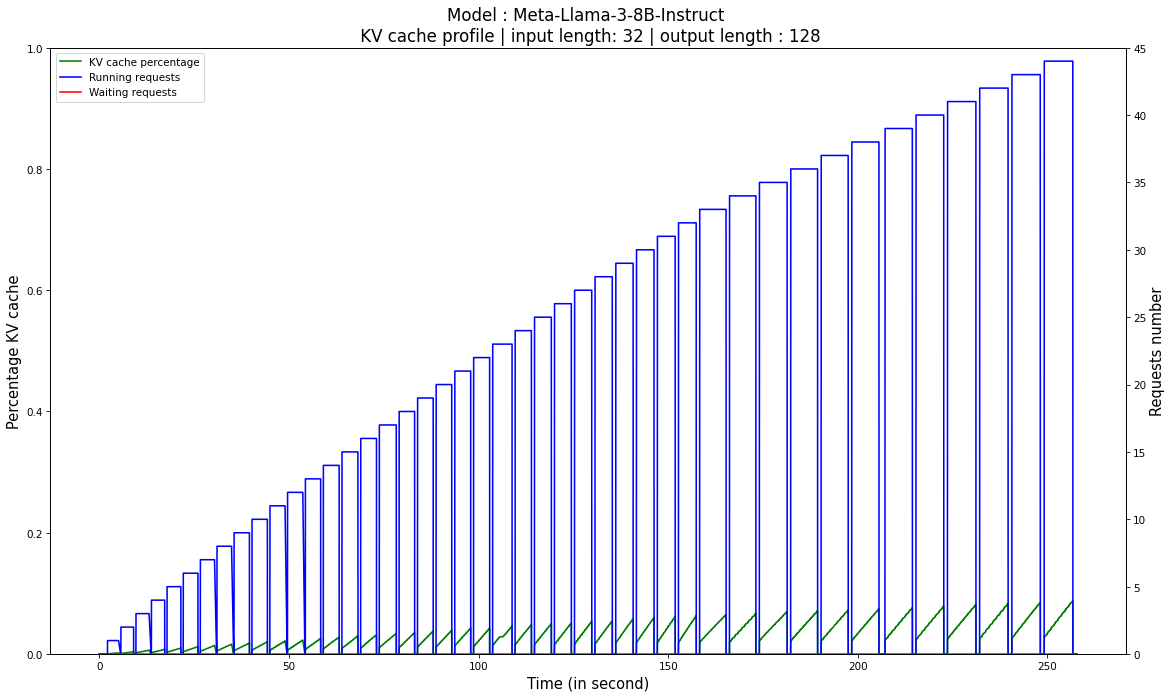 Model : Meta-Llama-3-8B-Instruct
KV cache profile | input length: 32 | output length : 128
KV cache percentage
Running requests
Waiting requests
Percentage KV cache
1.0
0.8
0.6
0.4
0.2
0.0
0
50
100
150
200
250
Time (in second)
45
40
35
30
25
20
15
10
5
0
Requests number